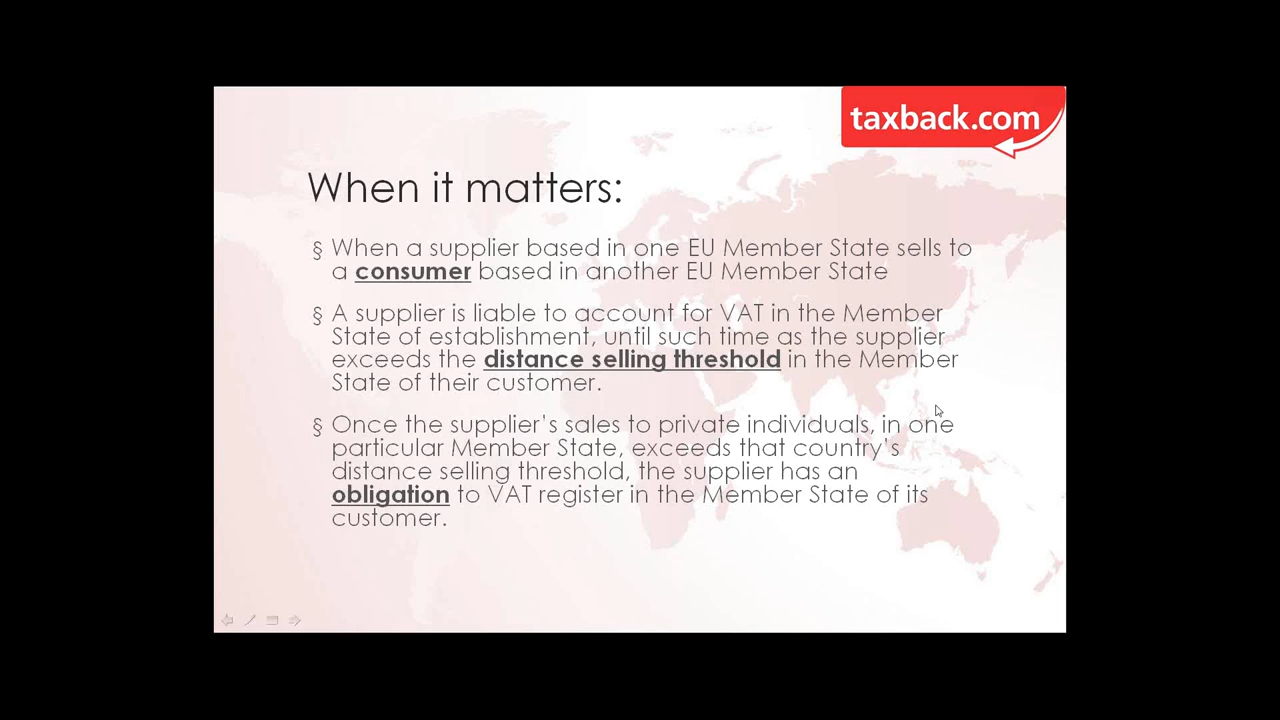 taxback.com
When it matters:
§ When a supplier based in one EU Member State sells to
a consumer based in another EU Member State
§ A supplier is liable to account for VAT in the Member
State of establishment, until such time as the supplier
exceeds the distance selling threshold in the Member
State of their customer.
§ Once the supplier's sales to private individuals, in one
particular Member State, exceeds that country's
distance selling threshold, the supplier has an
obligation to VAT register in the Member State of its
customer.